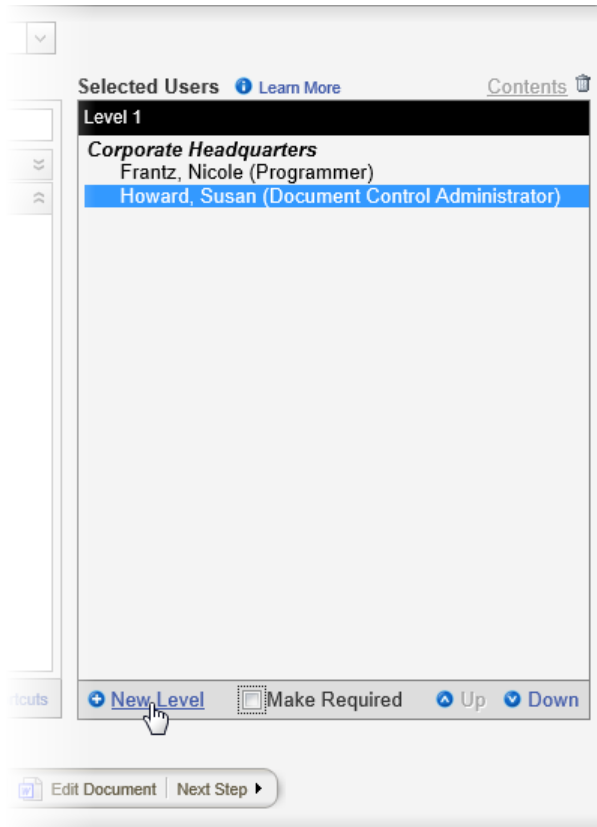 Selected Users Learn More Contents
Level 1
Corporate Headquarters
Frantz, Nicole (Programmer)
Howard, Susan (Document Control Administrator)
New Level Make Required Up Down
Edit Document Next Step